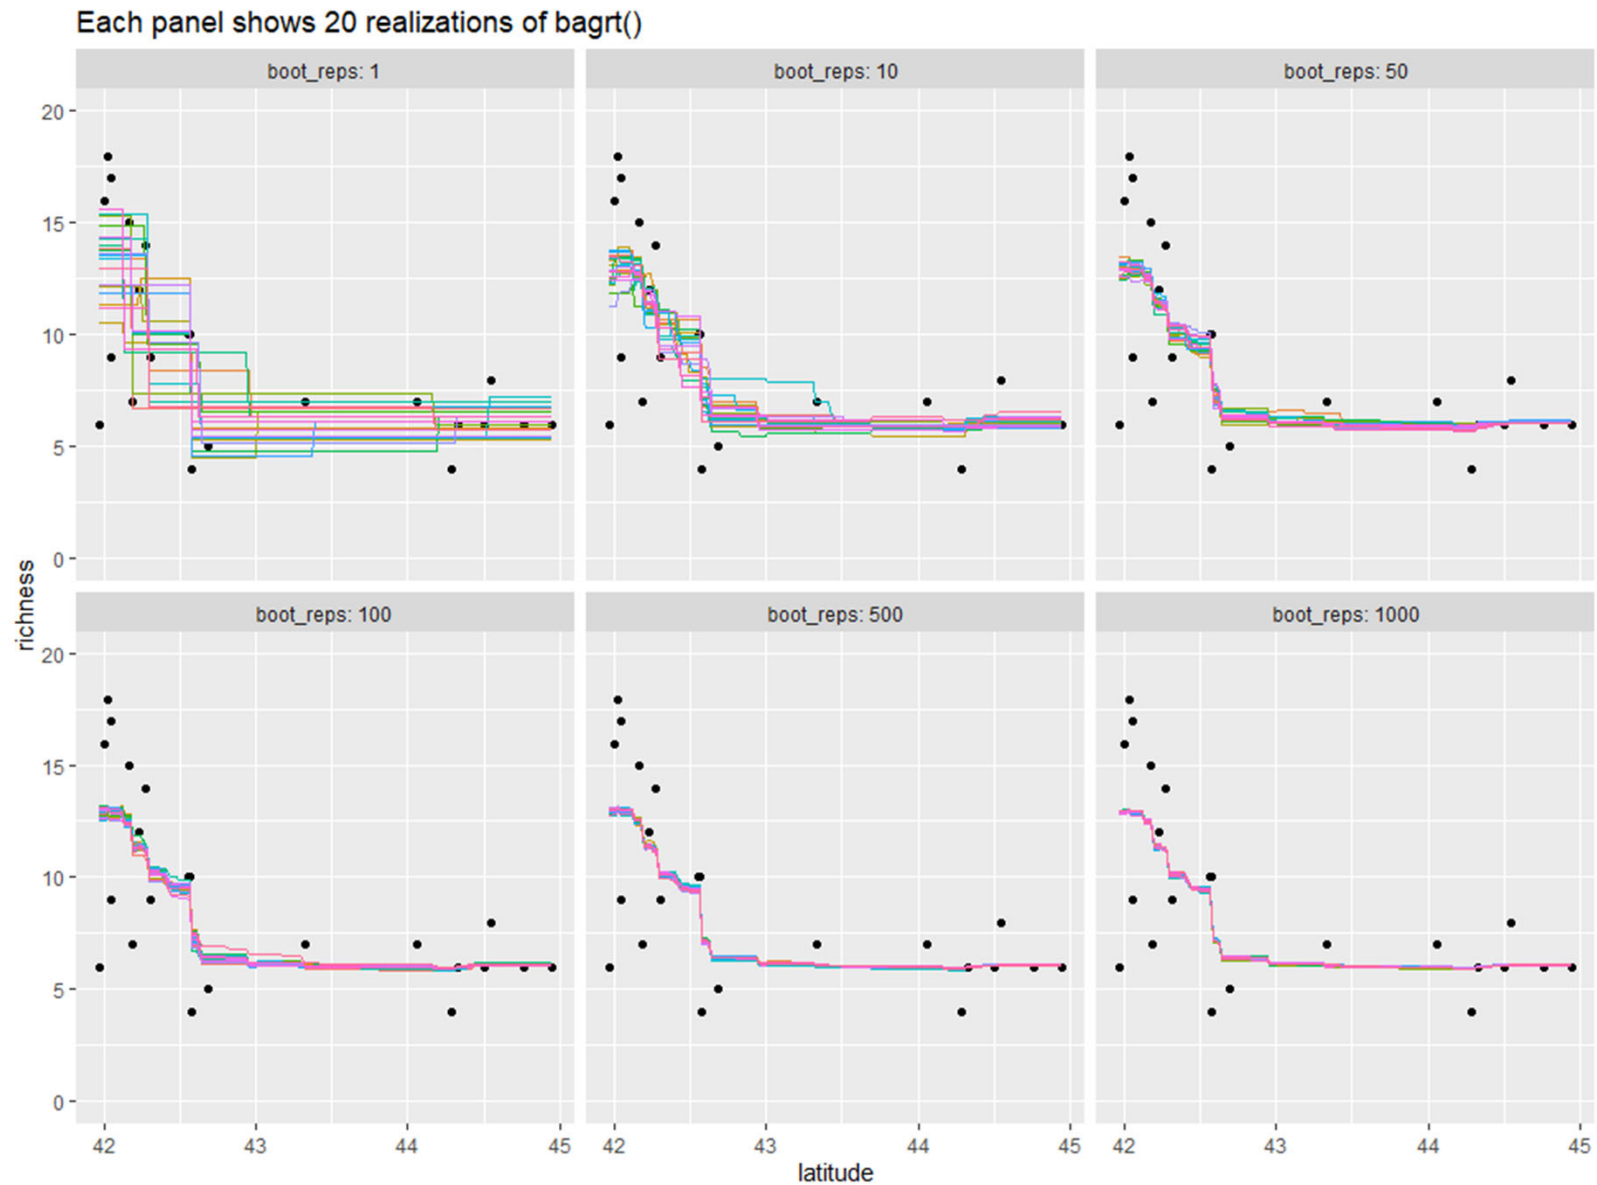 Each panel shows 20 realizations of bagrt()
boot_reps: 1
boot_reps: 10
boot_reps: 50
20
15
10
5
0
richness
boot_reps: 100
boot_reps: 500
boot_reps: 1000
20
15
10
5
0
42 43 44 45 42 43 44 45 42 43 44 45
latitude